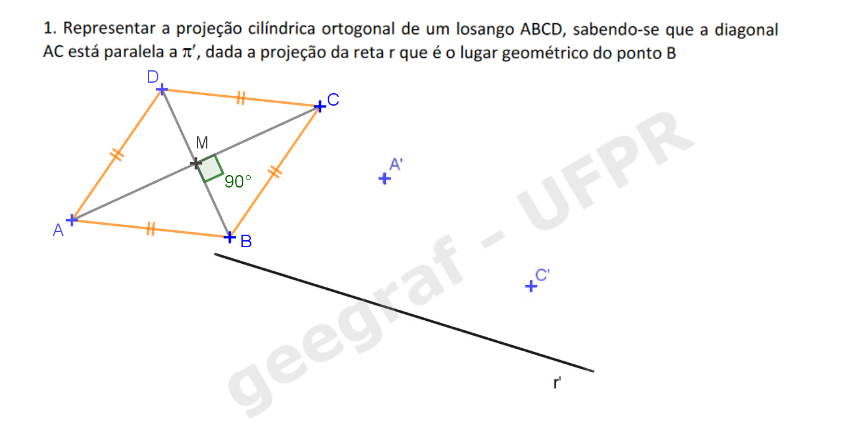 1. Representar a projeção cilíndrica ortogonal de um losango ABCD, sabendo-se que a diagonal
AC está paralela a π′, dada a projeção da reta r que é o lugar geométrico do ponto B
D
C
M
A'
90°
A
B
C'
r'
geegraf – UFPR